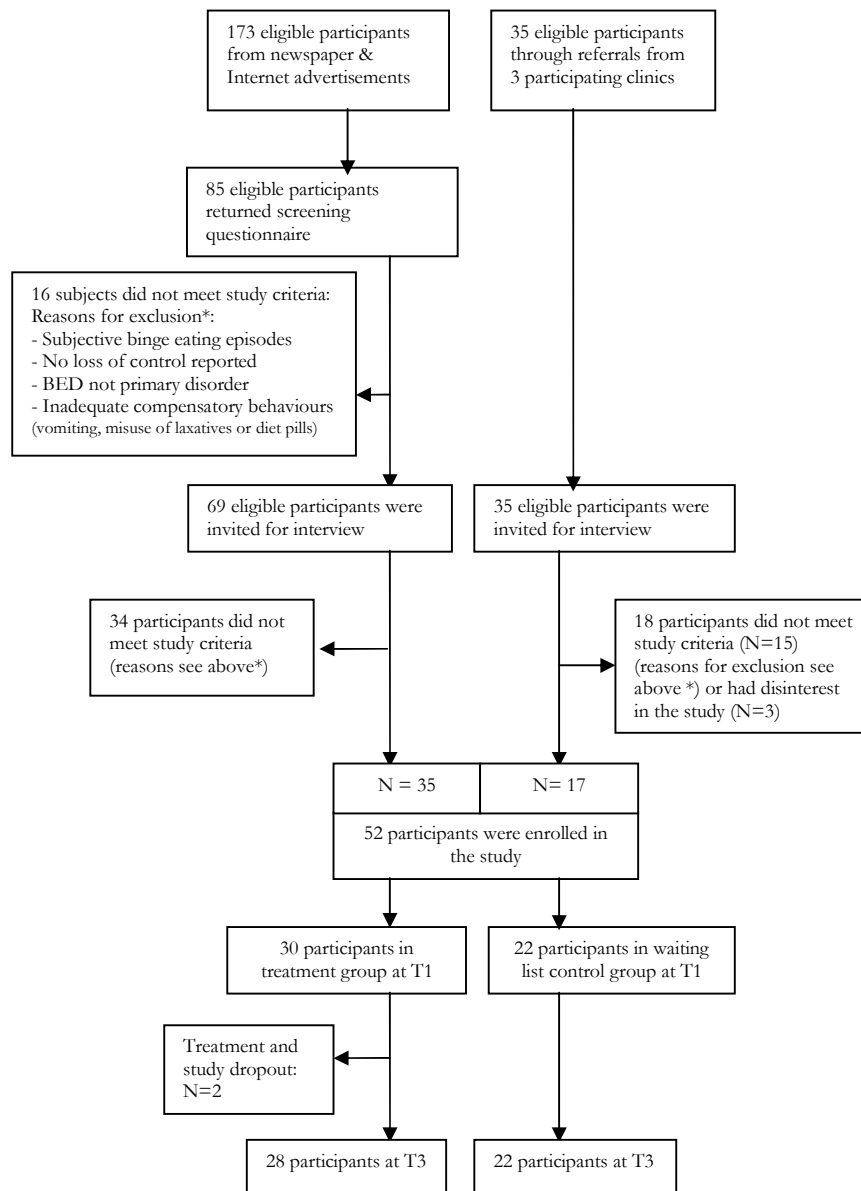 173 eligible participants
from newspaper &
Internet advertisements
35 eligible participants
through referrals from
3 participating clinics
85 eligible participants
returned screening
questionnaire
16 subjects did not meet study criteria:
Reasons for exclusion*:
- Subjective binge eating episodes
- No loss of control reported
- BED not primary disorder
- Inadequate compensatory behaviours
(vomiting, misuse of laxatives or diet pills)
69 eligible participants were
invited for interview
35 eligible participants were
invited for interview
34 participants did not
meet study criteria
(reasons see above*)
18 participants did not meet
study criteria (N=15)
(reasons for exclusion see
above *) or had disinterest
in the study (N=3)
N = 35
N= 17
52 participants were enrolled in
the study
30 participants in
treatment group at T1
22 participants in waiting
list control group at T1
Treatment and
study dropout:
N=2
28 participants at T3
22 participants at T3